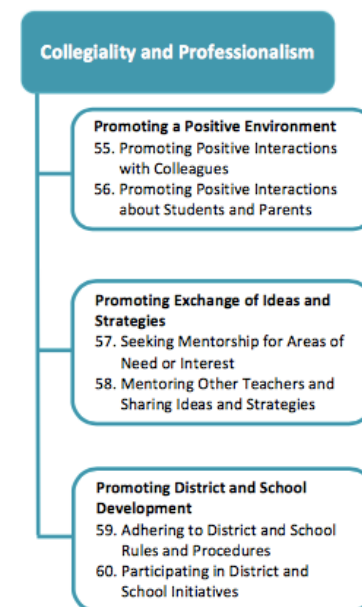 Collegiality and Professionalism
Promoting a Positive Environment
55. Promoting Positive Interactions
with Colleagues
56. Promoting Positive Interactions
about Students and Parents
Promoting Exchange of Ideas and
Strategies
57. Seeking Mentorship for Areas of
Need or Interest
58. Mentoring Other Teachers and
Sharing Ideas and Strategies
Promoting District and School
Development
59. Adhering to District and School
Rules and Procedures
60. Participating in District and
School Initiatives